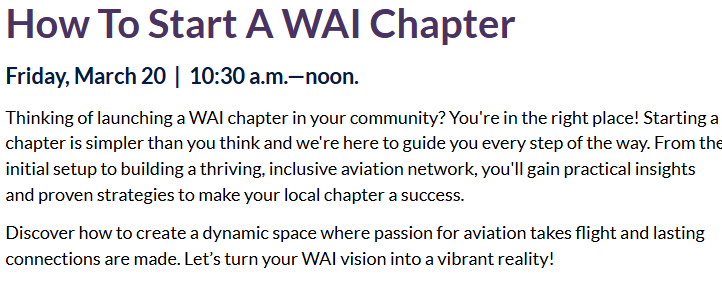 How To Start A WAI Chapter
Friday, March 20 | 10:30 a.m.—noon.
Thinking of launching a WAI chapter in your community? You're in the right place! Starting a
chapter is simpler than you think and we're here to guide you every step of the way. From the
initial setup to building a thriving, inclusive aviation network, you'll gain practical insights
and proven strategies to make your local chapter a success.
Discover how to create a dynamic space where passion for aviation takes flight and lasting
connections are made. Let’s turn your WAI vision into a vibrant reality!